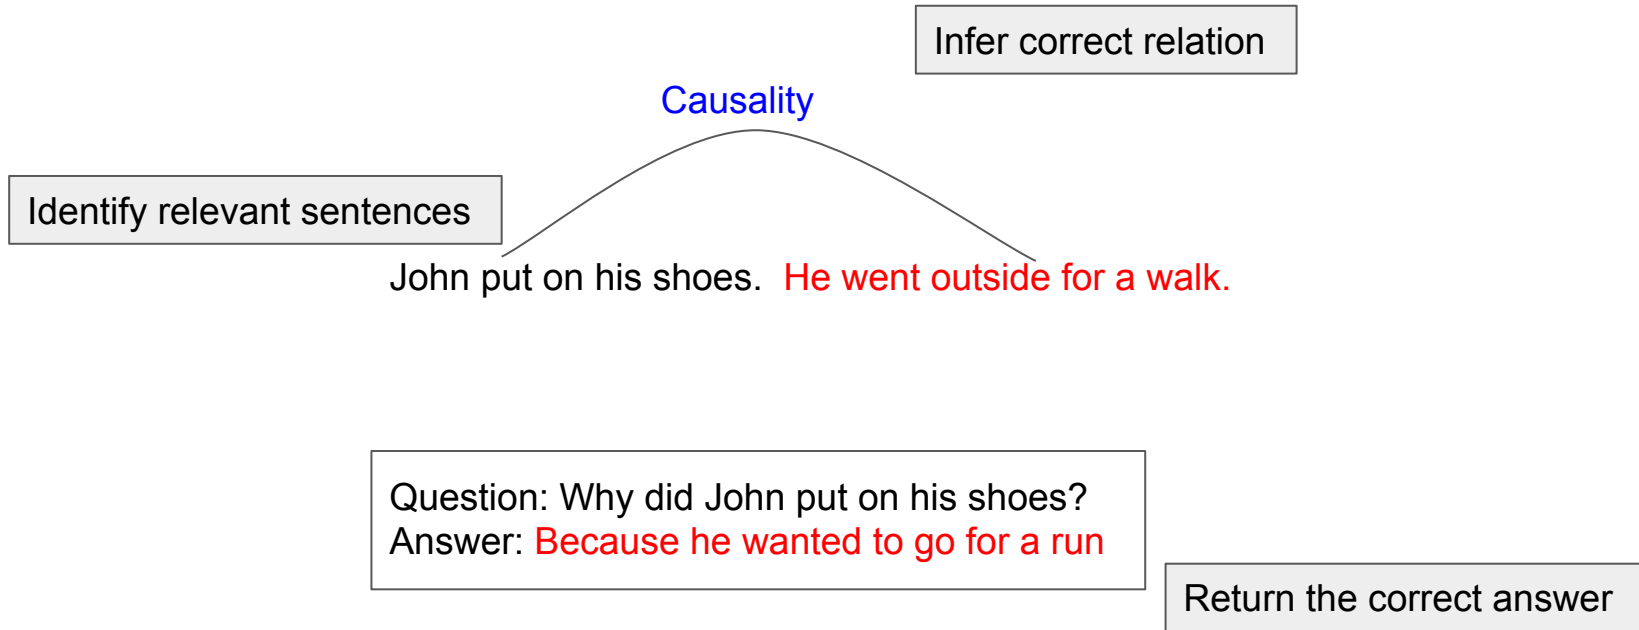 Infer correct relation
Causality
Identify relevant sentences
John put on his shoes. He went outside for a walk.
Question: Why did John put on his shoes?
Answer: Because he wanted to go for a run
Return the correct answer